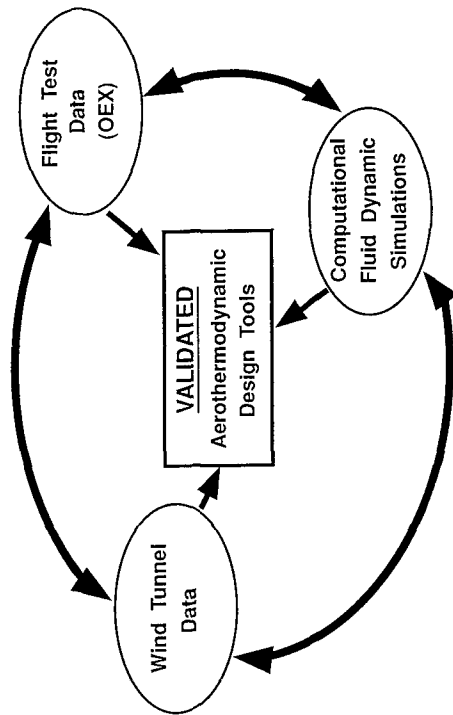 Flight Test
Data
(OEX)
Wind Tunnel
Data
VALIDATED
Aerothermodynamic
Design Tools
Computational
Fluid Dynamic
Simulations